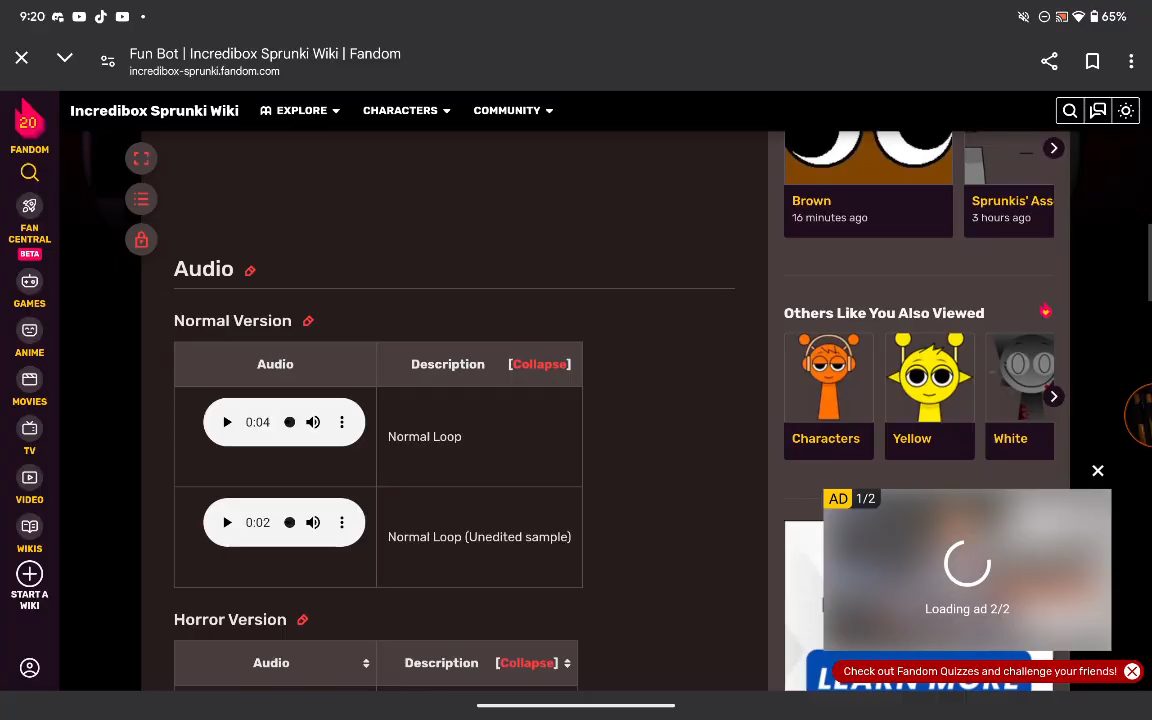 9:20
65%
Fun Bot | Incredibox Sprunki Wiki | Fandom
incredibox-sprunki.fandom.com
20
FANDOM
FAN
CENTRAL
BETA
GAMES
ANIME
MOVIES
TV
VIDEO
WIKIS
START A
WIKI
Incredibox Sprunki Wiki
EXPLORE
CHARACTERS
COMMUNITY
Audio
Normal Version
Audio
Description [Collapse]
0:04
Normal Loop
0:02
Normal Loop (Unedited sample)
Horror Version
Audio
Description [Collapse]
Brown
16 minutes ago
Sprunkis' Ass
3 hours ago
Others Like You Also Viewed
Characters
Yellow
White
AD 1/2
Loading ad 2/2
LEARN MORE
Check out Fandom Quizzes and challenge your friends!